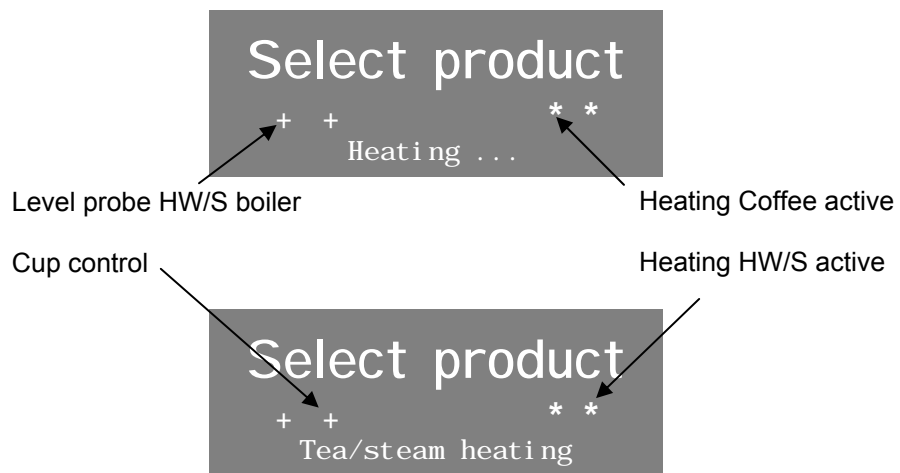 Select product
+ + * *
Heating ...
Level probe HW/S boiler
Heating Coffee active
Cup control
Heating HW/S active
Select product
+ + * *
Tea/steam heating